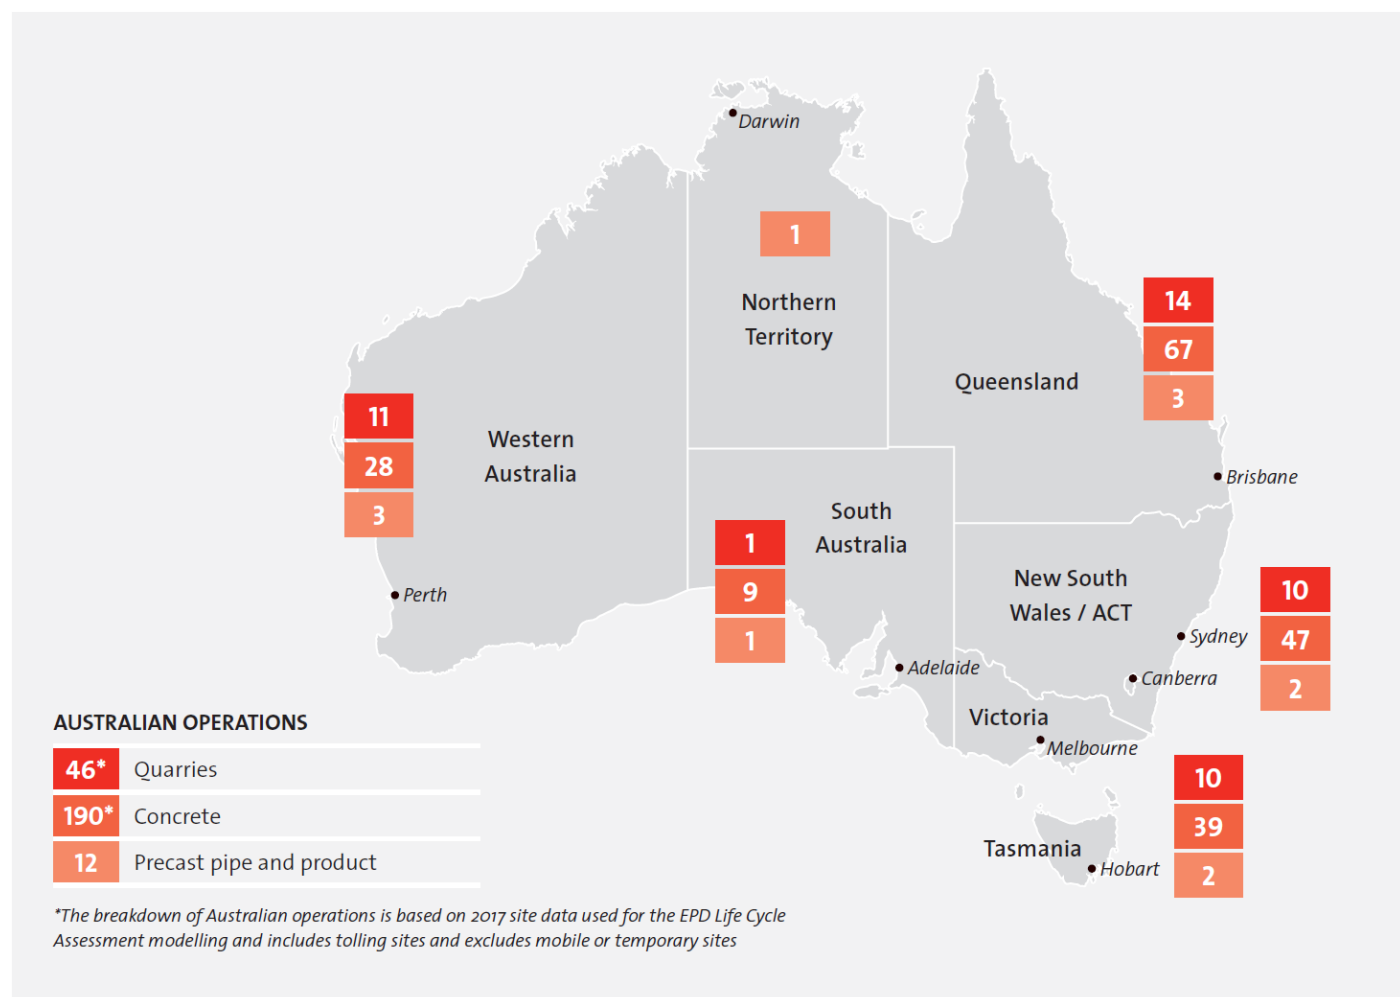 Darwin
1
Northern
Territory
14
67
3
Queensland
11
28
3
Western
Australia
Brisbane
South
Australia
1
9
1
New South
Wales / ACT
10
47
2
Perth
Sydney
Adelaide
Canberra
Victoria
Melbourne
10
39
2
Tasmania
Hobart
AUSTRALIAN OPERATIONS
46* Quarries
190* Concrete
12 Precast pipe and product
*The breakdown of Australian operations is based on 2017 site data used for the EPD Life Cycle
Assessment modelling and includes tolling sites and excludes mobile or temporary sites